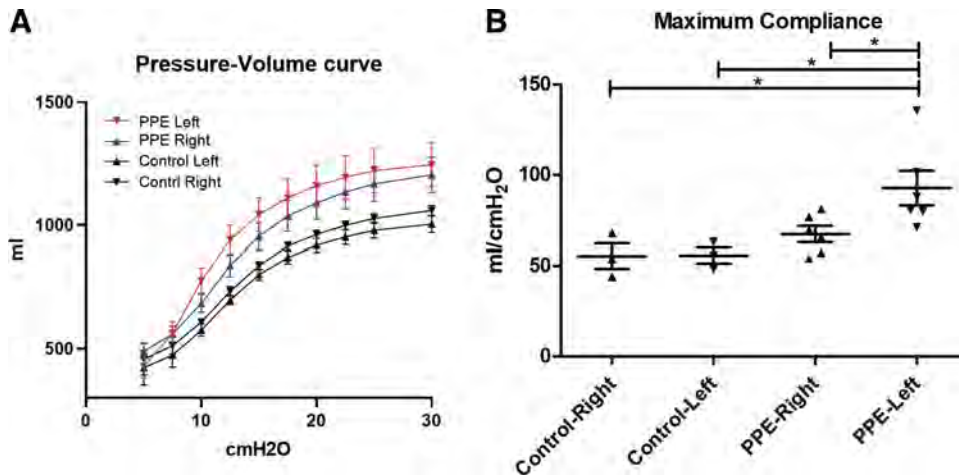 A
Pressure-Volume curve
1500
1000
500
ml
PPE Left
PPE Right
Control Left
Contrl Right
0
10
20
30
cmH2O
B
Maximum Compliance
*
*
*
150
100
50
0
ml/cmH₂O
Control-Right
Control-Left
PPE-Right
PPE-Left